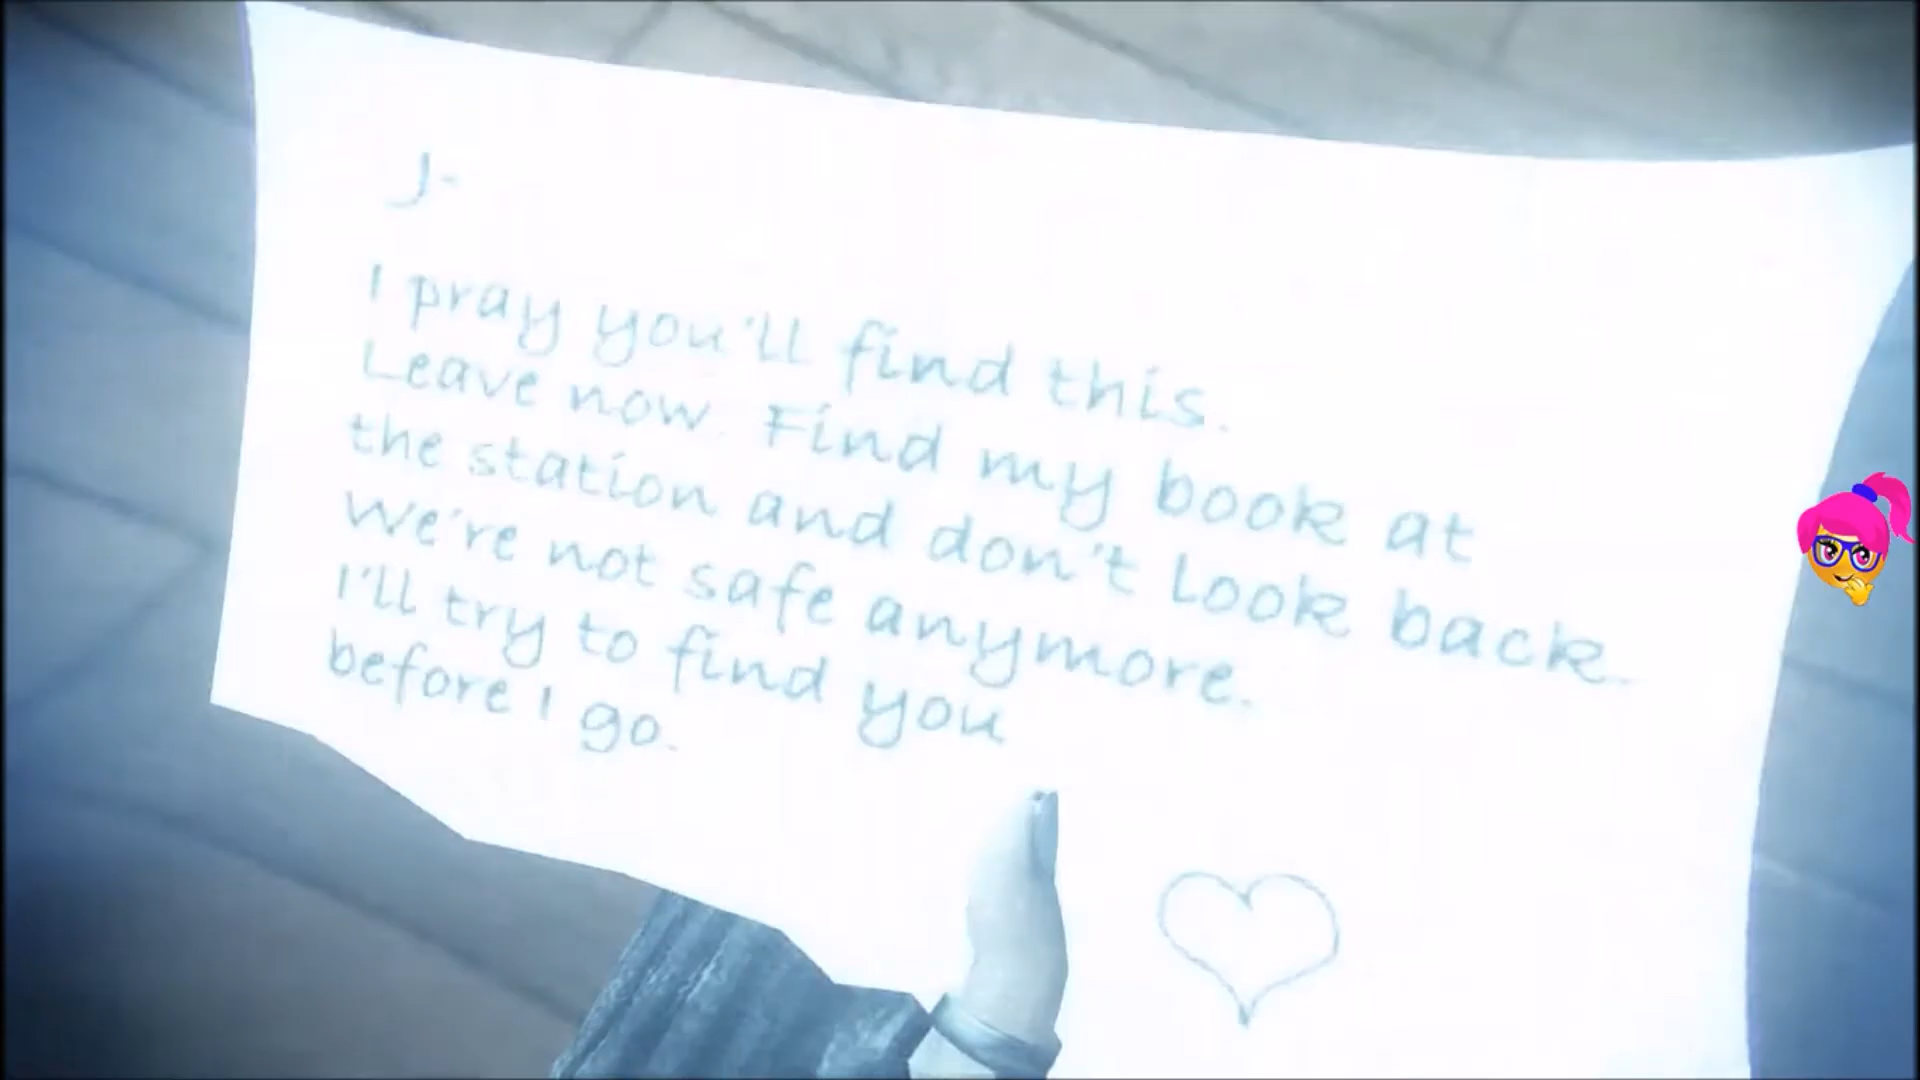 J-
I pray you'll find this.
Leave now. Find my book at
the station and don't look back.
We're not safe anymore.
I'll try to find you
before I go.